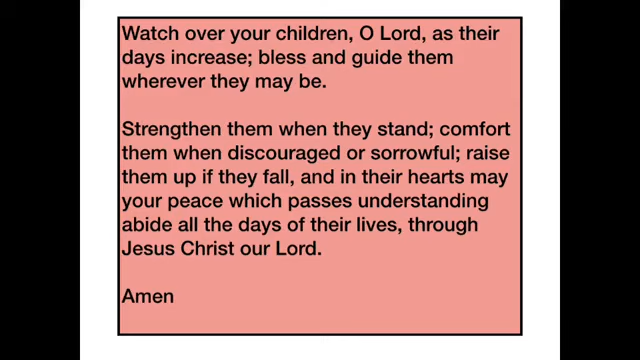 Watch over your children, O Lord, as their
days increase; bless and guide them
wherever they may be.
Strengthen them when they stand; comfort
them when discouraged or sorrowful; raise
them up if they fall, and in their hearts may
your peace which passes understanding
abide all the days of their lives, through
Jesus Christ our Lord.
Amen